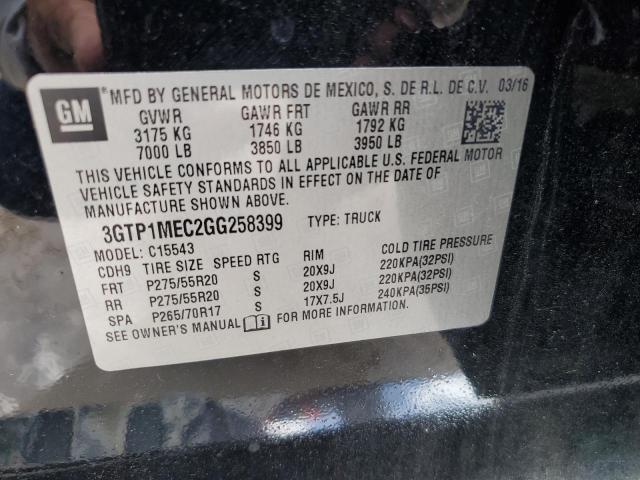 GM
® MFD BY GENERAL MOTORS DE MEXICO, S. DE R.L. DE C.V. 03/16
GVWR GAWR FRT GAWR RR
3175 KG 1746 KG 1792 KG
7000 LB 3850 LB 3950 LB
THIS VEHICLE CONFORMS TO ALL APPLICABLE U.S. FEDERAL MOTOR
VEHICLE SAFETY STANDARDS IN EFFECT ON THE DATE OF
MANUFACTURE SHOWN ABOVE.
3GTP1MEC2GG258399 TYPE: TRUCK
MODEL: C15543
CDH9 TIRE SIZE SPEED RTG RIM COLD TIRE PRESSURE
FRT P275/55R20 S 20X9J 220KPA(32PSI)
RR P275/55R20 S 20X9J 220KPA(32PSI)
SPA P265/70R17 S 17X7.5J 240KPA(35PSI)
SEE OWNER'S MANUAL i FOR MORE INFORMATION.